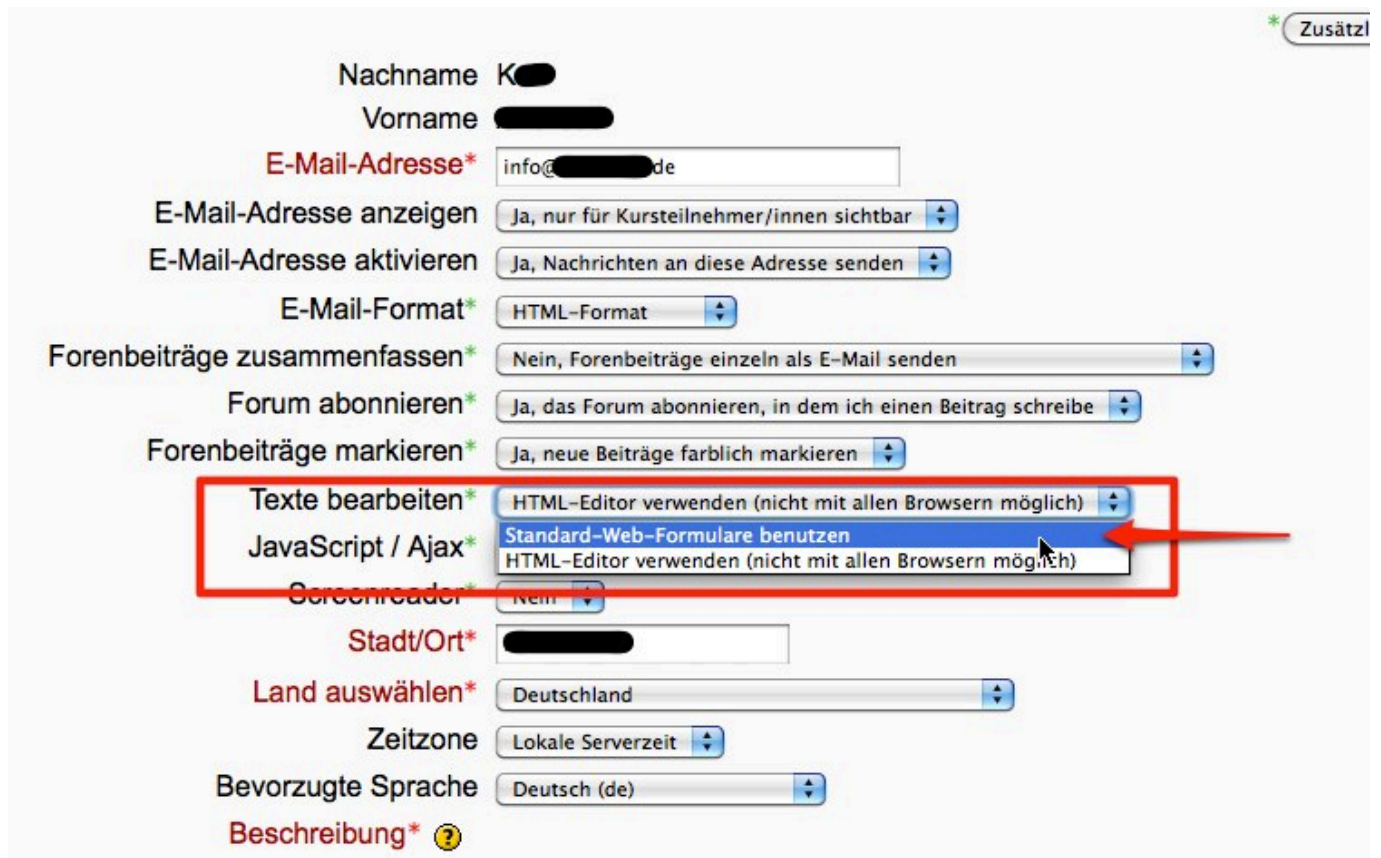 * Zusätzl
Nachname K
Vorname
E-Mail-Adresse* info@ de
E-Mail-Adresse anzeigen Ja, nur für Kursteilnehmer/innen sichtbar
E-Mail-Adresse aktivieren Ja, Nachrichten an diese Adresse senden
E-Mail-Format* HTML-Format
Forenbeiträge zusammenfassen* Nein, Forenbeiträge einzeln als E-Mail senden
Forum abonnieren* Ja, das Forum abonnieren, in dem ich einen Beitrag schreibe
Forenbeiträge markieren* Ja, neue Beiträge farblich markieren
Texte bearbeiten* HTML-Editor verwenden (nicht mit allen Browsern möglich)
Standard-Web-Formulare benutzen
JavaScript / Ajax*
HTML-Editor verwenden (nicht mit allen Browsern möglich)
Screenreader* Nein
Stadt/Ort*
Land auswählen* Deutschland
Zeitzone Lokale Serverzeit
Bevorzugte Sprache Deutsch (de)
Beschreibung* ?